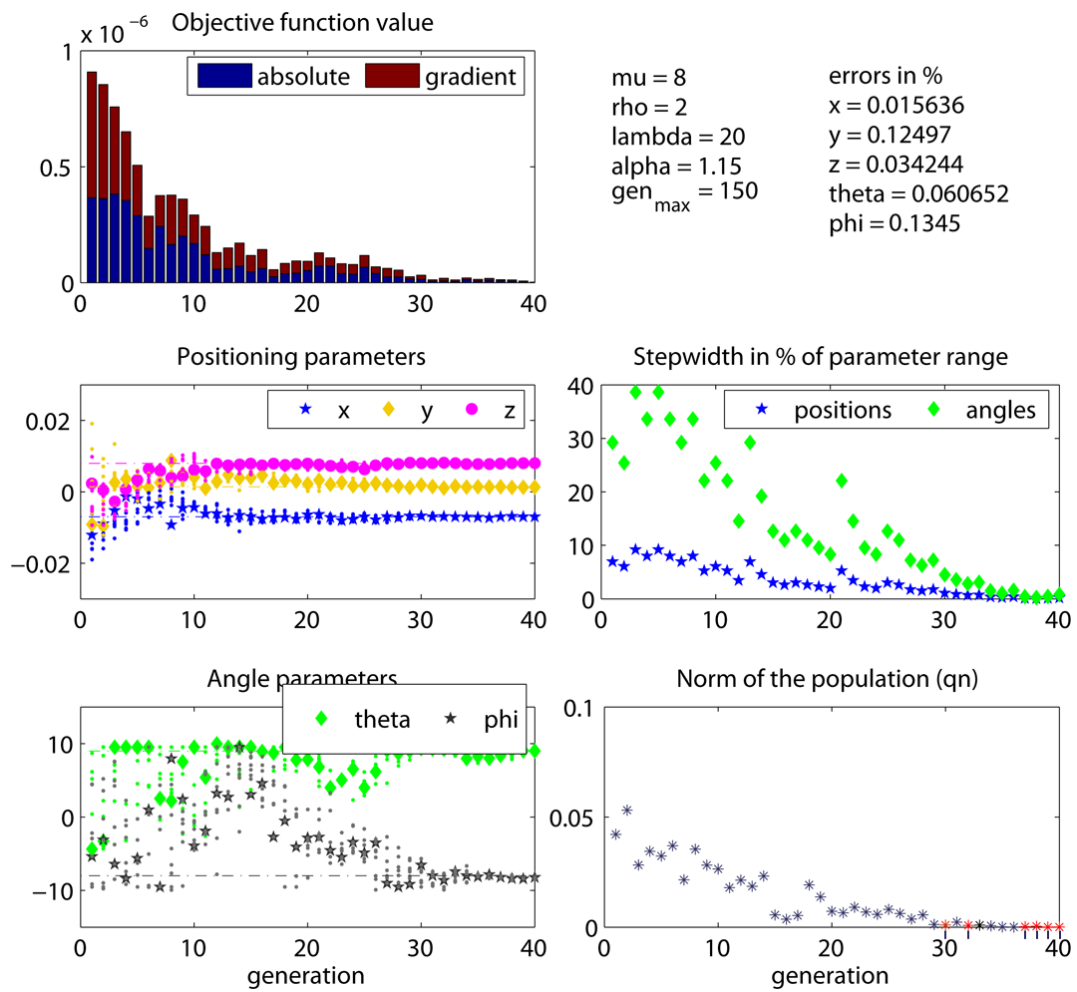 Objective function value
x 10⁻⁶
1
0.5
0
0 10 20 30 40
absolute gradient
mu = 8
rho = 2
lambda = 20
alpha = 1.15
gen_max = 150
errors in %
x = 0.015636
y = 0.12497
z = 0.034244
theta = 0.060652
phi = 0.1345
Positioning parameters
0.02
0
−0.02
0 10 20 30 40
x y z
Stepwidth in % of parameter range
40
30
20
10
0
0 10 20 30 40
positions angles
Angle parameters
10
0
−10
0 10 20 30 40
theta phi
generation
Norm of the population (qn)
0.1
0.05
0
0 10 20 30 40
generation